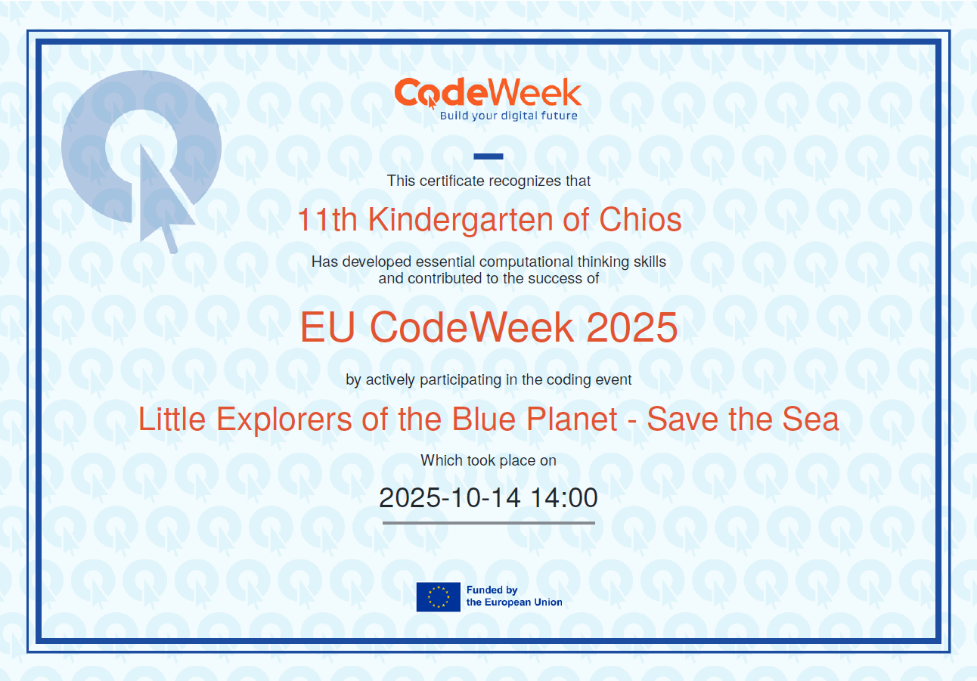 CodeWeek
Build your digital future
This certificate recognizes that
11th Kindergarten of Chios
Has developed essential computational thinking skills
and contributed to the success of
EU CodeWeek 2025
by actively participating in the coding event
Little Explorers of the Blue Planet - Save the Sea
Which took place on
2025-10-14 14:00
Funded by
the European Union